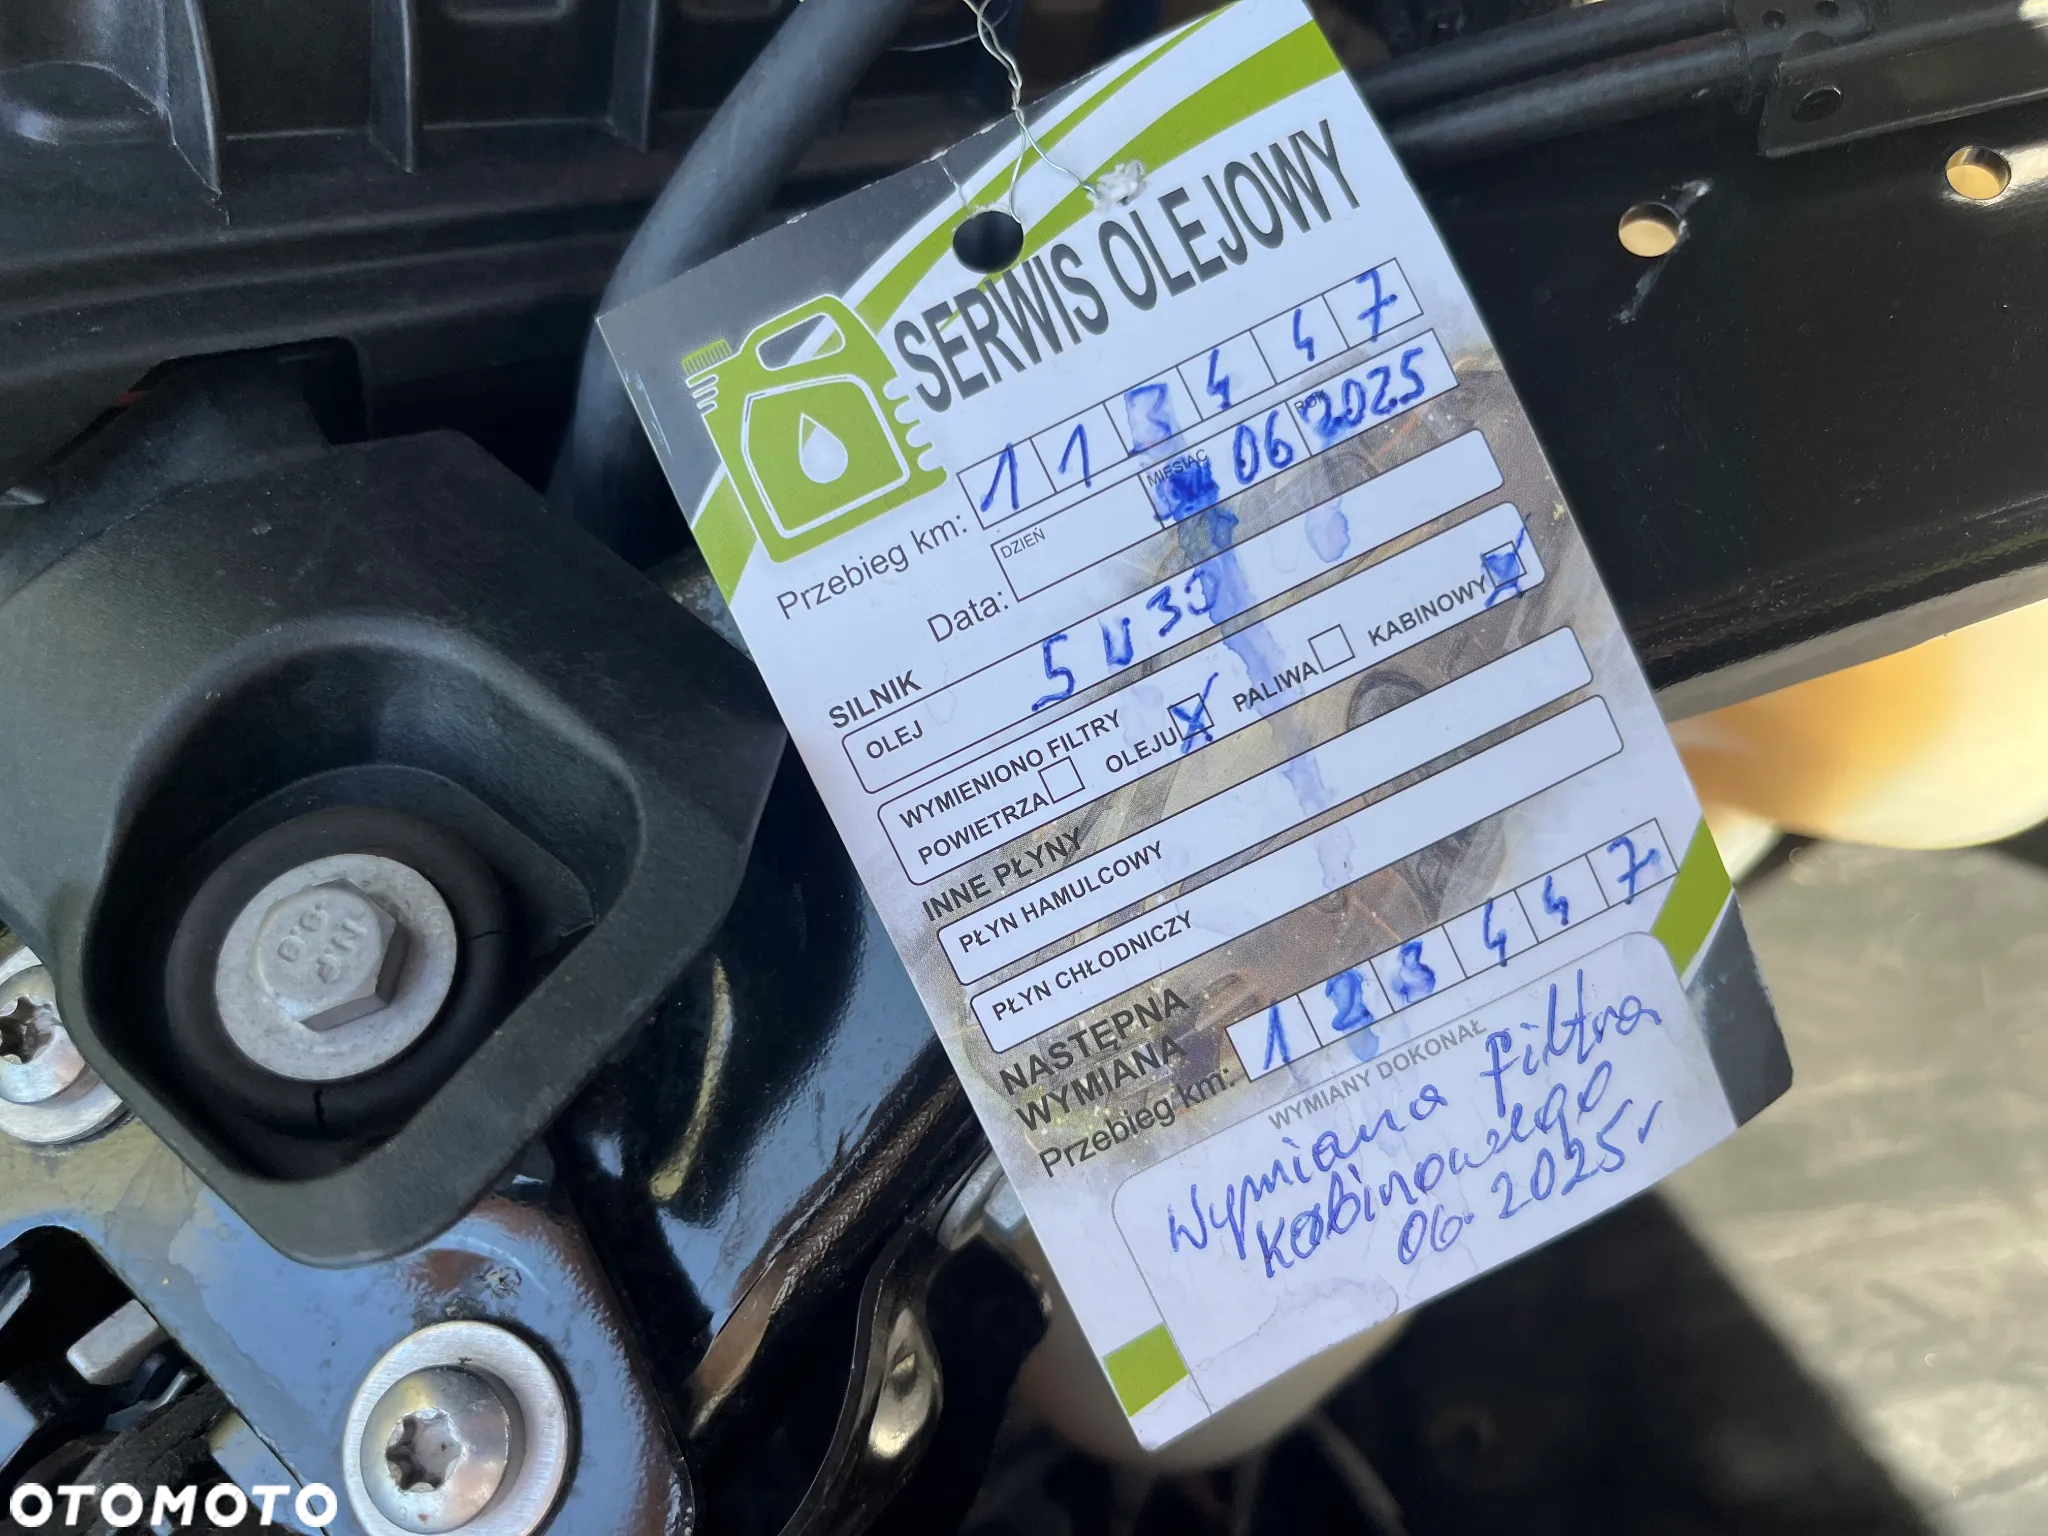 SERWIS OLEJOWY
Przebieg km: 1 1 3 4 4 7
Data: DZIEŃ MIESIĄC 06 ROK 2025
SILNIK
OLEJ 5W30
WYMIENIONO FILTRY
POWIETRZA OLEJU X PALIWA KABINOWY X
INNE PŁYNY
PŁYN HAMULCOWY
PŁYN CHŁODNICZY
NASTĘPNA
WYMIANA
Przebieg km: 1 2 3 4 4 7
WYMIANY DOKONAŁ
Wymiana filtra
kabinowego
06.2025r
OTOMOTO